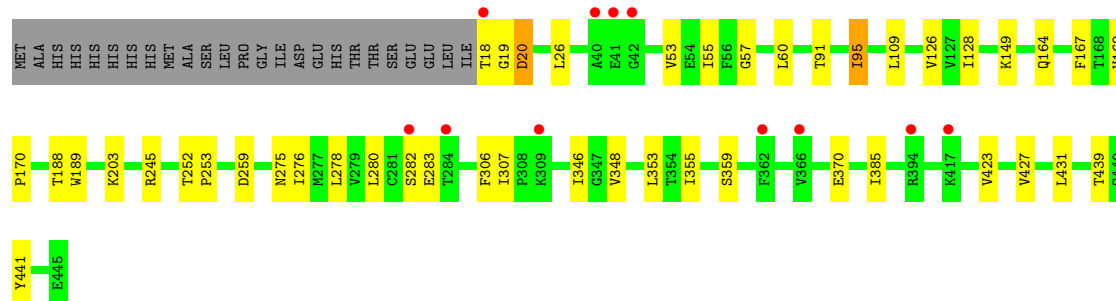 MET ALA HIS HIS HIS HIS HIS HIS MET ALA SER LEU PRO GLY ILE ASP GLU HIS THR THR SER GLU GLU LEU ILE T18 G19 D20 L26 A40 E41 G42 V53 E54 I55 F56 G57 L60 T91 I95 L109 V126 V127 I128 K149 Q164 F167 T168
P170 T188 W189 K203 R245 T252 P253 D259 N275 I276 M277 L278 V279 L280 C281 S282 E283 T284 F306 I307 P308 K309 I346 G347 V348 L353 T354 I355 S359 F362 V366 E370 I385 R394 K417 V423 V427 L431 T439
Y441 E445